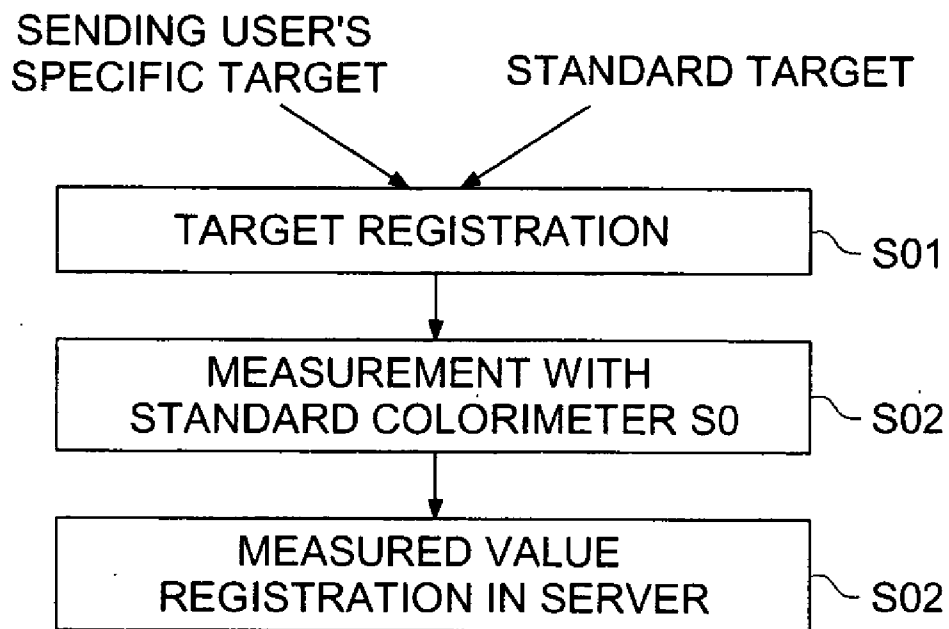 SENDING USER'S
SPECIFIC TARGET
STANDARD TARGET
TARGET REGISTRATION
S01
MEASUREMENT WITH
STANDARD COLORIMETER S0
S02
MEASURED VALUE
REGISTRATION IN SERVER
S02